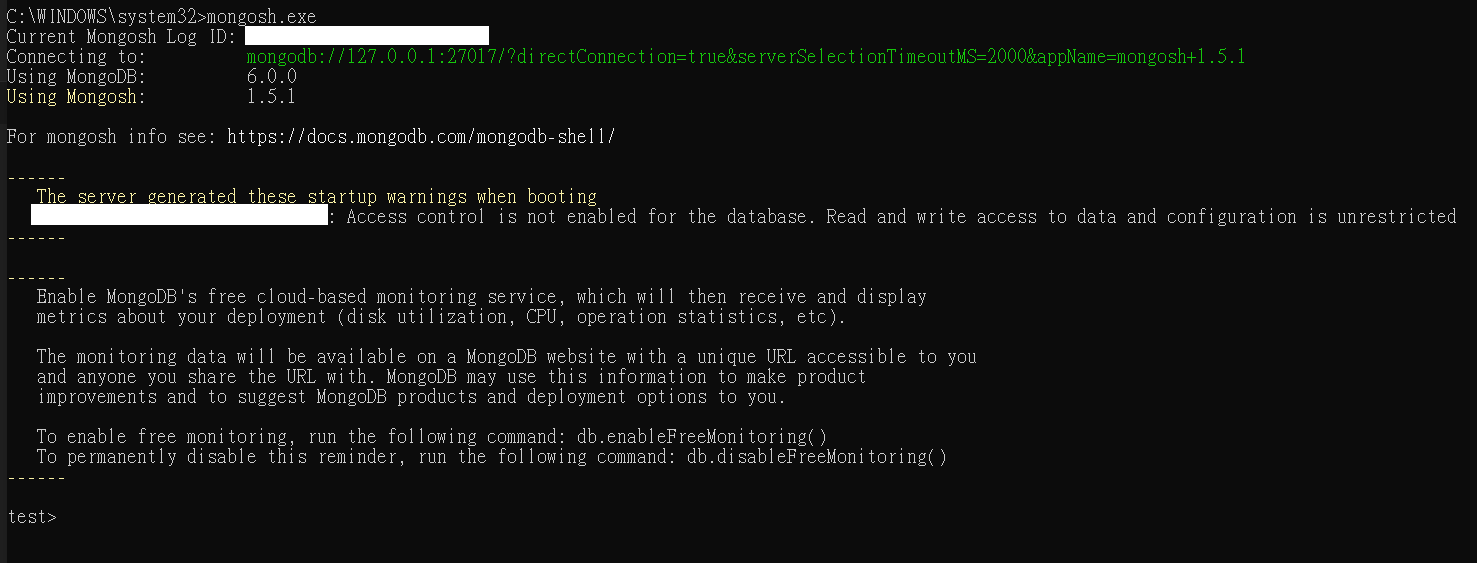 C:\WINDOWS\system32>mongosh.exe
Current Mongosh Log ID:
Connecting to: mongodb://127.0.0.1:27017/?directConnection=true&serverSelectionTimeoutMS=2000&appName=mongosh+1.5.1
Using MongoDB: 6.0.0
Using Mongosh: 1.5.1
For mongosh info see: https://docs.mongodb.com/mongodb-shell/
------
The server generated these startup warnings when booting
: Access control is not enabled for the database. Read and write access to data and configuration is unrestricted
------
------
Enable MongoDB's free cloud-based monitoring service, which will then receive and display
metrics about your deployment (disk utilization, CPU, operation statistics, etc).
The monitoring data will be available on a MongoDB website with a unique URL accessible to you
and anyone you share the URL with. MongoDB may use this information to make product
improvements and to suggest MongoDB products and deployment options to you.
To enable free monitoring, run the following command: db.enableFreeMonitoring()
To permanently disable this reminder, run the following command: db.disableFreeMonitoring()
------
test>